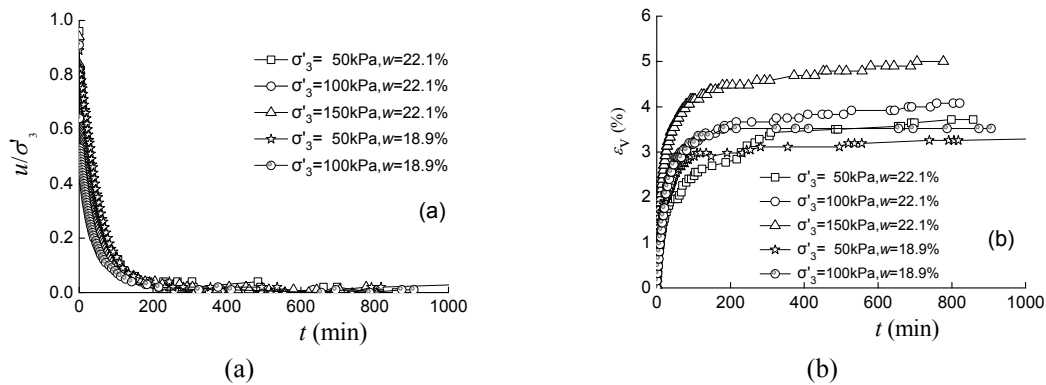 1.0
0.8
0.6
0.4
0.2
0.0
u/σ'3
0 200 400 600 800 1000
t (min)
σ'3= 50kPa,w=22.1%
σ'3=100kPa,w=22.1%
σ'3=150kPa,w=22.1%
σ'3= 50kPa,w=18.9%
σ'3=100kPa,w=18.9%
(a)
(a)
6
5
4
3
2
1
0
εV (%)
0 200 400 600 800 1000
t (min)
σ'3= 50kPa,w=22.1%
σ'3=100kPa,w=22.1%
σ'3=150kPa,w=22.1%
σ'3= 50kPa,w=18.9%
σ'3=100kPa,w=18.9%
(b)
(b)